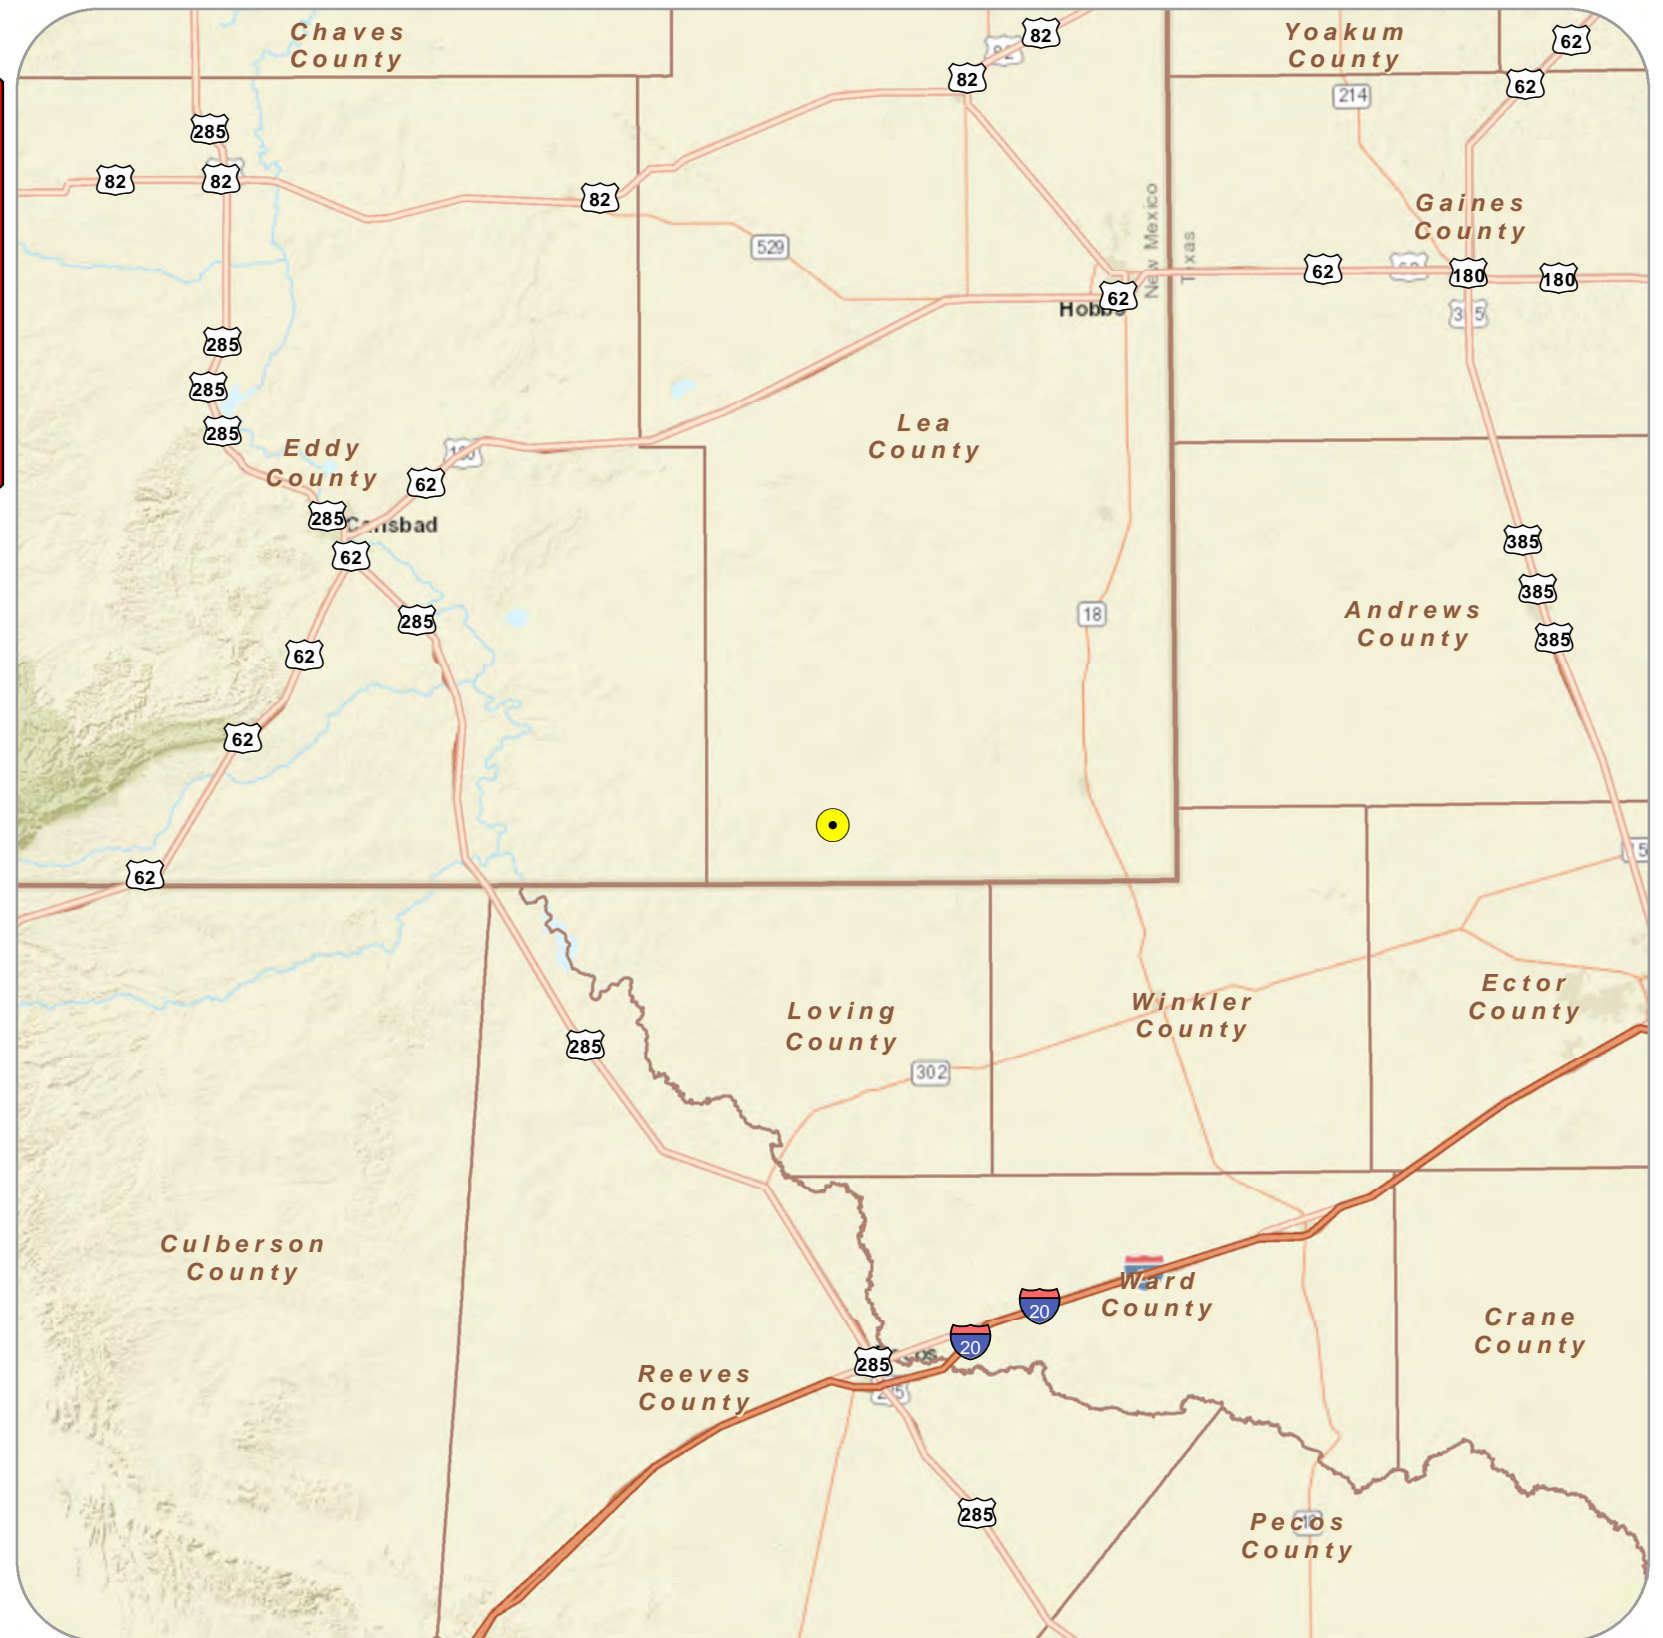 Chaves
County
82
Yoakum
County
62
82
62
285
214
82
82
82
Gaines
County
529
New Mexico
Texas
62
180
180
62
Hobbs
285
285
285
Eddy
County
Lea
County
62
285
Carlsbad
62
385
385
385
285
18
Andrews
County
62
62
62
Ector
County
Loving
County
Winkler
County
285
302
Culberson
County
Ward
County
20
20
Crane
County
285
Reeves
County
285
Pecos
County